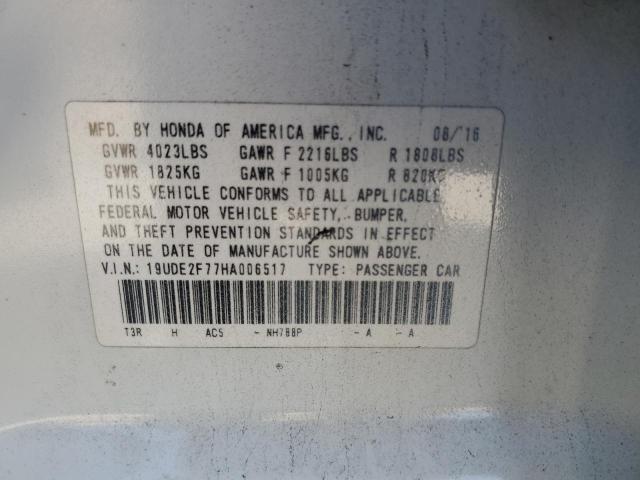 MFD. BY HONDA OF AMERICA MFG., INC. 08/'16
GVWR 4023LBS GAWR F 2216LBS R 1808LBS
GVWR 1825KG GAWR F 1005KG R 820KG
THIS VEHICLE CONFORMS TO ALL APPLICABLE
FEDERAL MOTOR VEHICLE SAFETY, BUMPER,
AND THEFT PREVENTION STANDARDS IN EFFECT
ON THE DATE OF MANUFACTURE SHOWN ABOVE.
V.I.N.: 19UDE2F77HA006517 TYPE: PASSENGER CAR
T3R H AC5 - NH788P - A - A